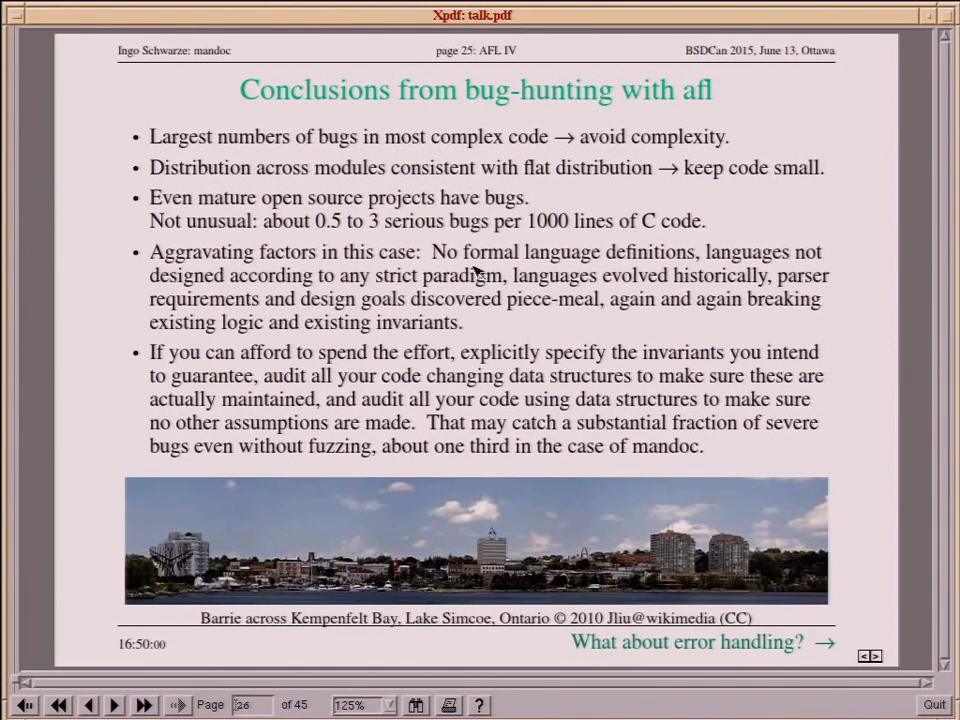 Xpdf: talk.pdf
Ingo Schwarze: mandoc page 25: AFL IV BSDCan 2015, June 13, Ottawa
Conclusions from bug-hunting with afl
• Largest numbers of bugs in most complex code → avoid complexity.
• Distribution across modules consistent with flat distribution → keep code small.
• Even mature open source projects have bugs.
Not unusual: about 0.5 to 3 serious bugs per 1000 lines of C code.
• Aggravating factors in this case: No formal language definitions, languages not
designed according to any strict paradigm, languages evolved historically, parser
requirements and design goals discovered piece-meal, again and again breaking
existing logic and existing invariants.
• If you can afford to spend the effort, explicitly specify the invariants you intend
to guarantee, audit all your code changing data structures to make sure these are
actually maintained, and audit all your code using data structures to make sure
no other assumptions are made. That may catch a substantial fraction of severe
bugs even without fuzzing, about one third in the case of mandoc.
Barrie across Kempenfelt Bay, Lake Simcoe, Ontario © 2010 Jliu@wikimedia (CC)
16:50:00 What about error handling? →
Page 26 of 45 125% ? Quit